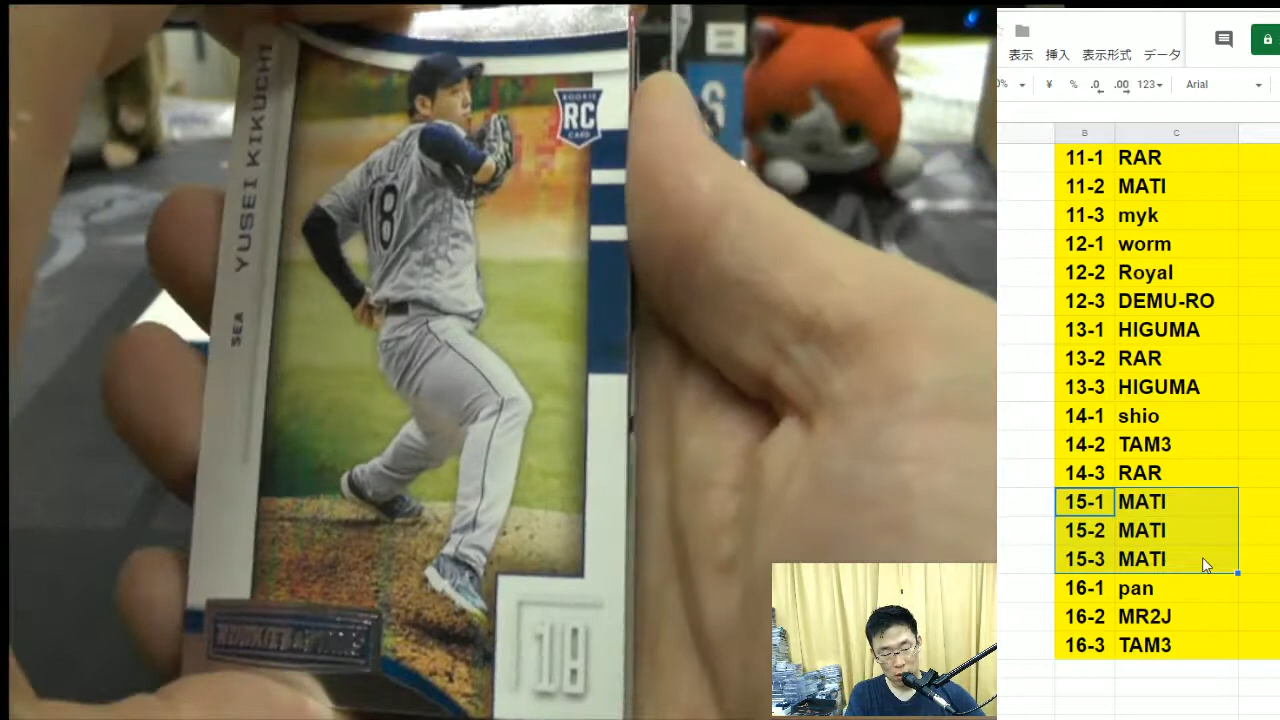 YUSEI KIKUCHI
SEA
ROOKIE
RC
CARD
18
18
S
表示 挿入 表示形式 データ
% .0 .00 123 Arial
B C
11-1 RAR
11-2 MATI
11-3 myk
12-1 worm
12-2 Royal
12-3 DEMU-RO
13-1 HIGUMA
13-2 RAR
13-3 HIGUMA
14-1 shio
14-2 TAM3
14-3 RAR
15-1 MATI
15-2 MATI
15-3 MATI
16-1 pan
16-2 MR2J
16-3 TAM3